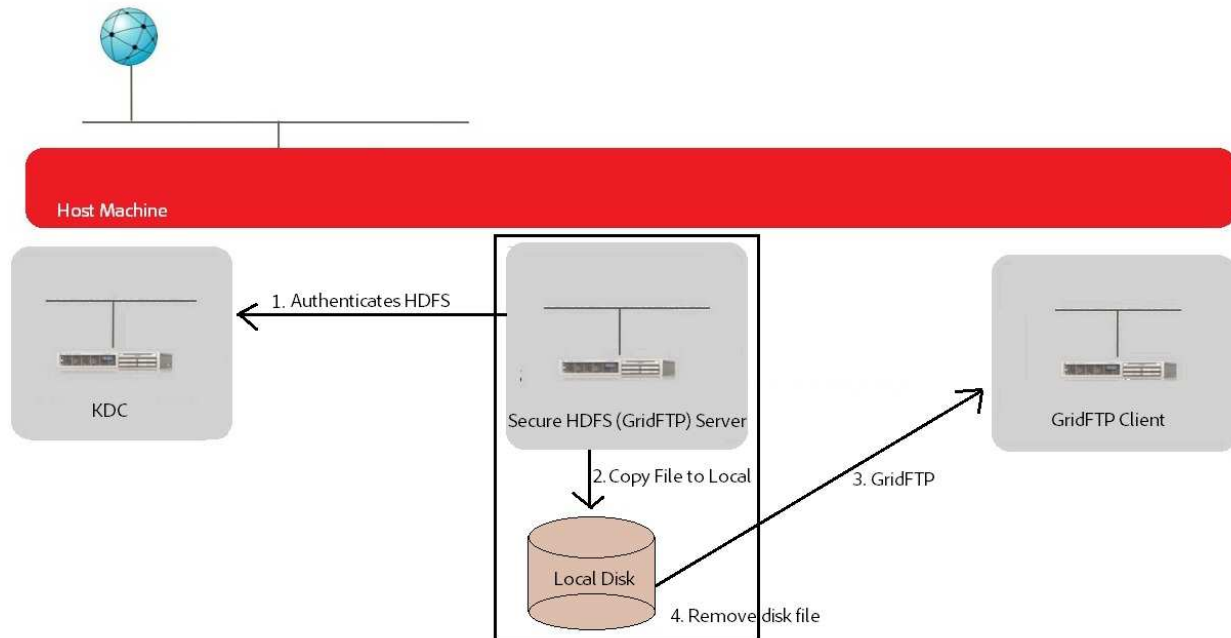 Host Machine
1. Authenticates HDFS
KDC
Secure HDFS (GridFTP) Server
GridFTP Client
2. Copy File to Local
3. GridFTP
Local Disk
4. Remove disk file